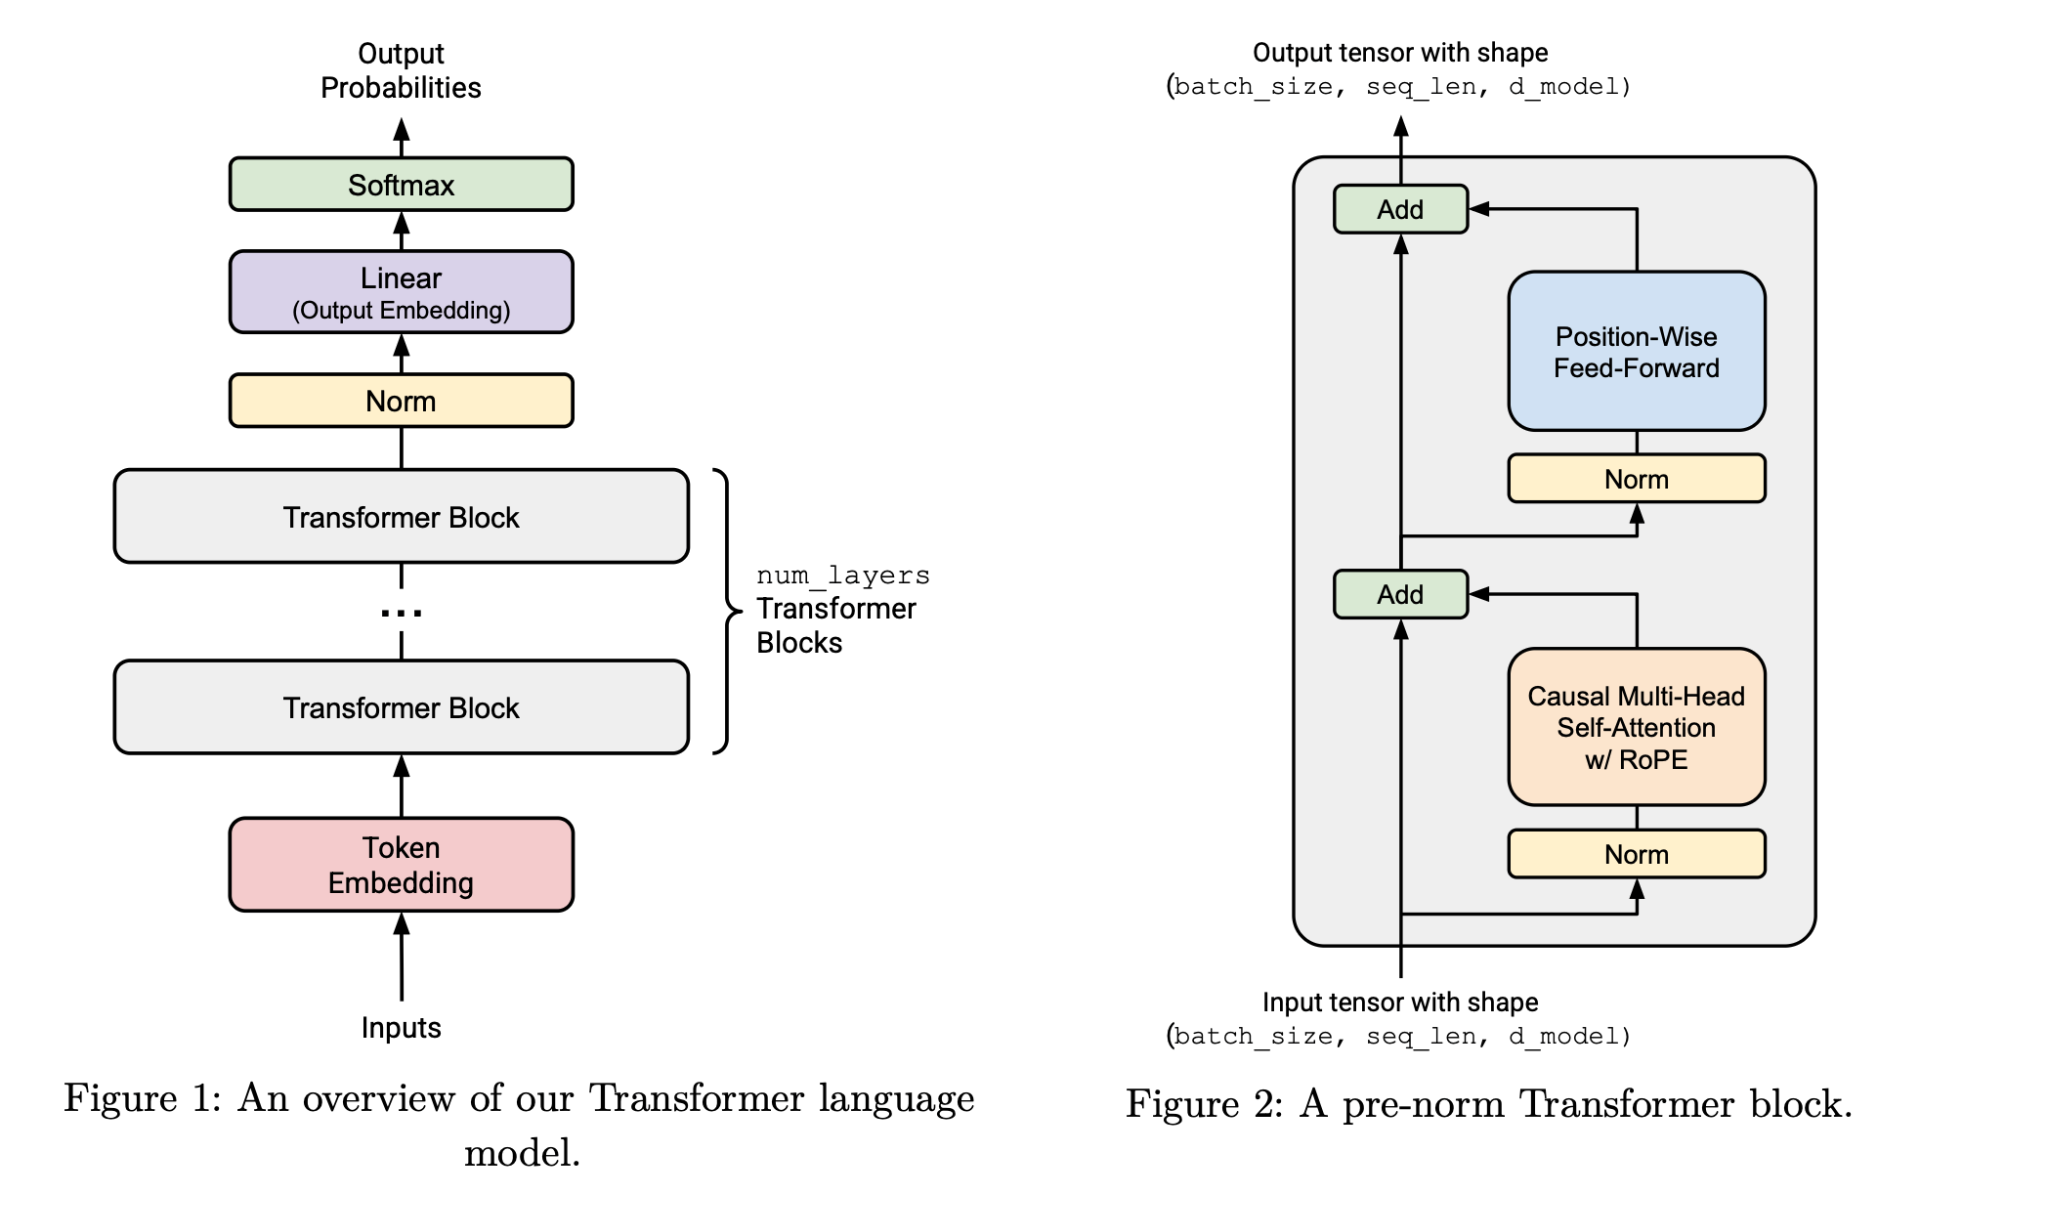 Output
Probabilities
Softmax
Linear
(Output Embedding)
Norm
Transformer Block
...
Transformer Block
num_layers
Transformer
Blocks
Token
Embedding
Inputs
Figure 1: An overview of our Transformer language
model.
Output tensor with shape
(batch_size, seq_len, d_model)
Add
Position-Wise
Feed-Forward
Norm
Add
Causal Multi-Head
Self-Attention
w/ RoPE
Norm
Input tensor with shape
(batch_size, seq_len, d_model)
Figure 2: A pre-norm Transformer block.